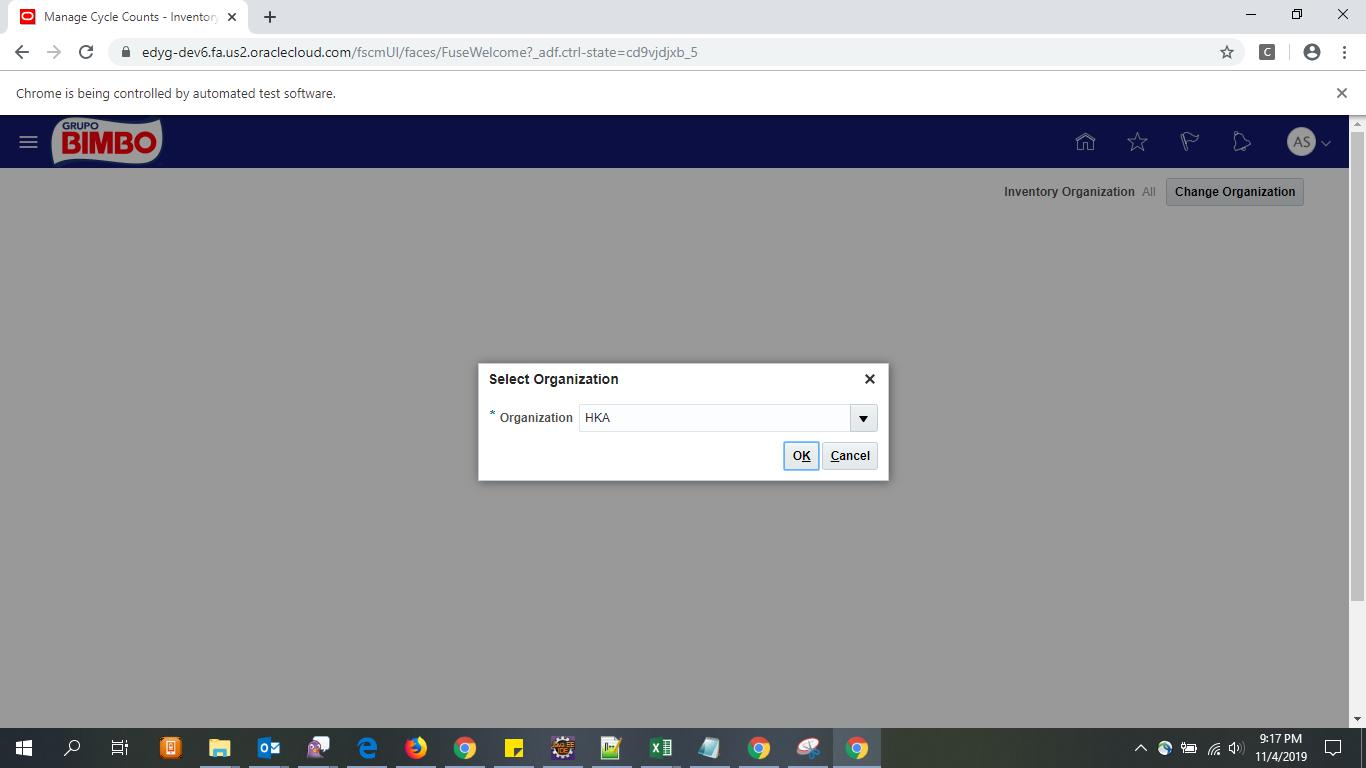 Manage Cycle Counts - Inventory
edyg-dev6.fa.us2.oraclecloud.com/fscmUI/faces/FuseWelcome?_adf.ctrl-state=cd9vjdjxb_5
C
Chrome is being controlled by automated test software.
GRUPO
BIMBO
AS
Inventory Organization All Change Organization
Select Organization
* Organization HKA
OK Cancel
9:17 PM
11/4/2019